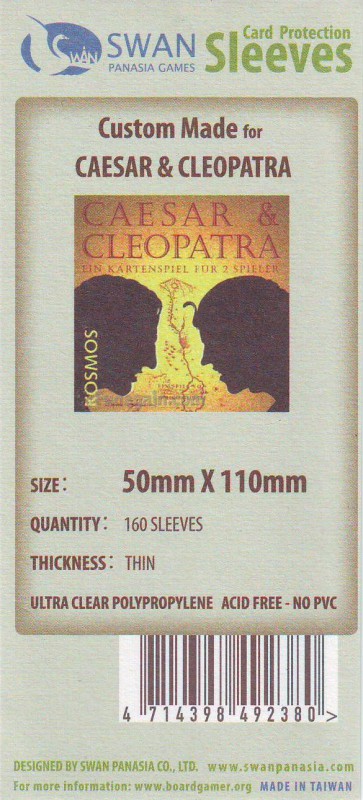 SWAN
PANASIA GAMES
Card Protection
Sleeves
Custom Made for
CAESAR & CLEOPATRA
CAESAR &
CLEOPATRA
EIN KARTENSPIEL FÜR 2 SPIELER
KOSMOS
SIZE: 50mm X 110mm
QUANTITY: 160 SLEEVES
THICKNESS: THIN
ULTRA CLEAR POLYPROPYLENE ACID FREE - NO PVC
4 714398 492380 >
DESIGNED BY SWAN PANASIA CO., LTD. www.swanpanasia.com
For more information: www.boardgamer.org MADE IN TAIWAN